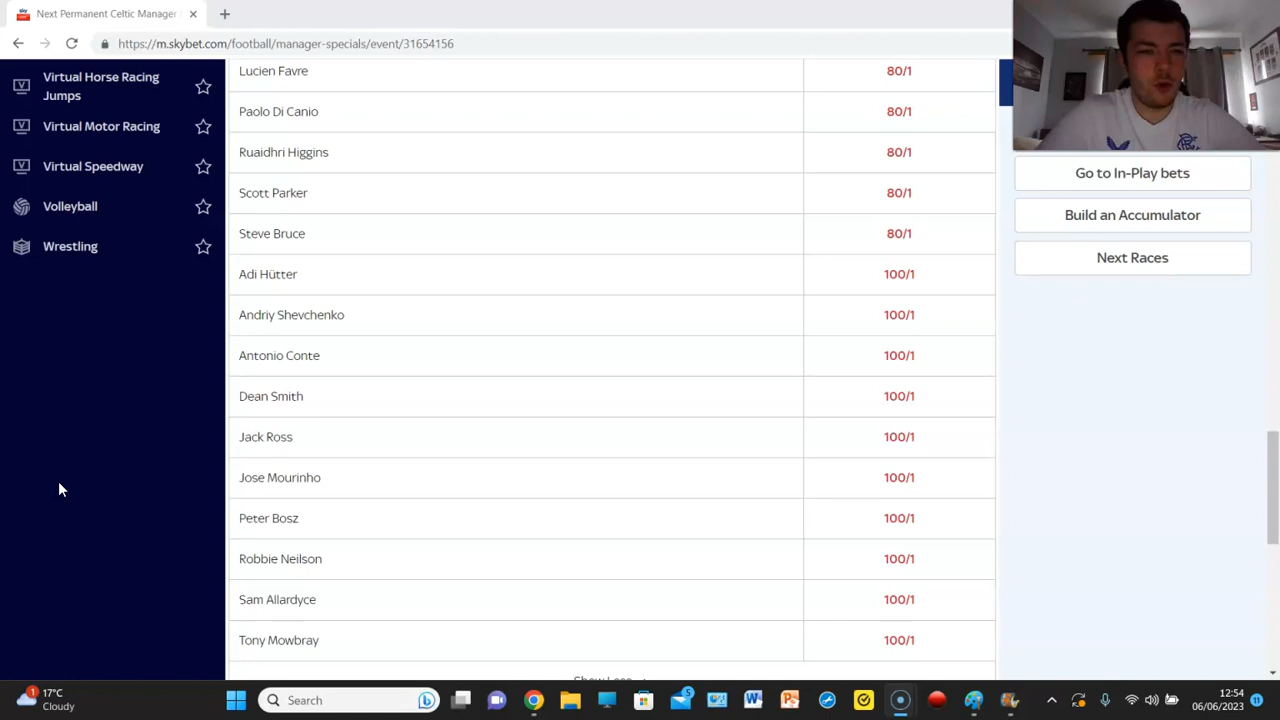 Next Permanent Celtic Manager
https://m.skybet.com/football/manager-specials/event/31654156
Virtual Horse Racing
Jumps
Virtual Motor Racing
Virtual Speedway
Volleyball
Wrestling
Lucien Favre 80/1
Paolo Di Canio 80/1
Ruaidhri Higgins 80/1
Scott Parker 80/1
Steve Bruce 80/1
Adi Hütter 100/1
Andriy Shevchenko 100/1
Antonio Conte 100/1
Dean Smith 100/1
Jack Ross 100/1
Jose Mourinho 100/1
Peter Bosz 100/1
Robbie Neilson 100/1
Sam Allardyce 100/1
Tony Mowbray 100/1
Show Less
Go to In-Play bets
Build an Accumulator
Next Races
1
17°C
Cloudy
Search
5
12:54
06/06/2023